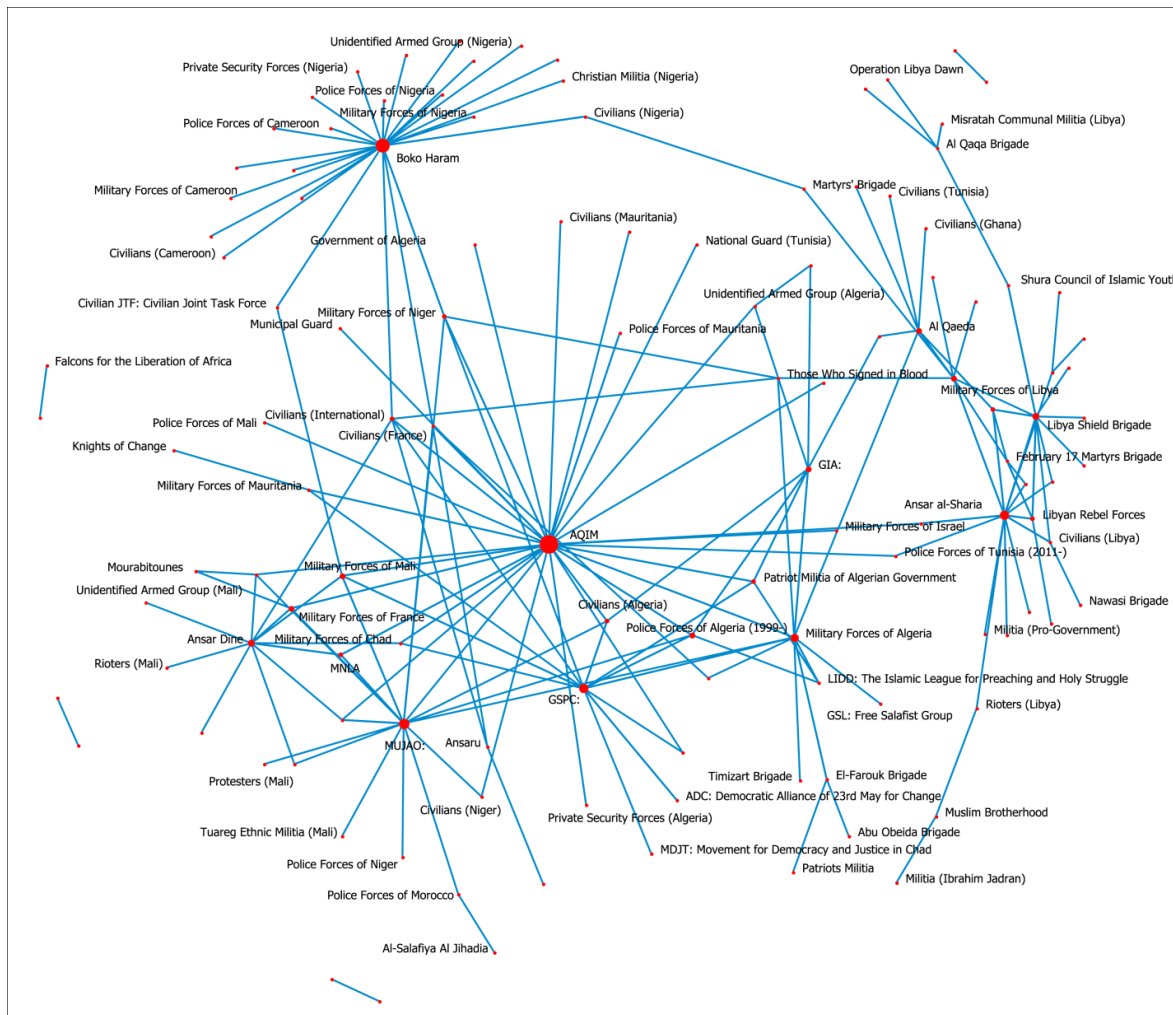 Unidentified Armed Group (Nigeria)
Operation Libya Dawn
Private Security Forces (Nigeria)
Christian Militia (Nigeria)
Police Forces of Nigeria
Military Forces of Nigeria
Civilians (Nigeria)
Misratah Communal Militia (Libya)
Police Forces of Cameroon
Al Qaqa Brigade
Boko Haram
Military Forces of Cameroon
Martyrs' Brigade
Civilians (Tunisia)
Civilians (Mauritania)
Civilians (Ghana)
Government of Algeria
National Guard (Tunisia)
Civilians (Cameroon)
Shura Council of Islamic Yout
Unidentified Armed Group (Algeria)
Civilian JTF: Civilian Joint Task Force
Military Forces of Niger
Municipal Guard
Police Forces of Mauritania
Al Qaeda
Falcons for the Liberation of Africa
Those Who Signed in Blood
Military Forces of Libya
Civilians (International)
Police Forces of Mali
Libya Shield Brigade
Civilians (France)
Knights of Change
February 17 Martyrs Brigade
GIA:
Military Forces of Mauritania
Ansar al-Sharia
Libyan Rebel Forces
AQIM
Military Forces of Israel
Civilians (Libya)
Police Forces of Tunisia (2011-)
Mourabitounes
Military Forces of Mali
Patriot Militia of Algerian Government
Unidentified Armed Group (Mali)
Civilians (Algeria)
Nawasi Brigade
Military Forces of France
Police Forces of Algeria (1999-)
Militia (Pro-Government)
Ansar Dine
Military Forces of Chad
Military Forces of Algeria
Rioters (Mali)
MNLA
LIDD: The Islamic League for Preaching and Holy Struggle
GSPC:
GSL: Free Salafist Group
Rioters (Libya)
MUJAO:
Ansaru
Protesters (Mali)
Timizart Brigade
El-Farouk Brigade
Civilians (Niger)
ADC: Democratic Alliance of 23rd May for Change
Private Security Forces (Algeria)
Muslim Brotherhood
Tuareg Ethnic Militia (Mali)
Abu Obeida Brigade
MDJT: Movement for Democracy and Justice in Chad
Police Forces of Niger
Patriots Militia
Militia (Ibrahim Jadran)
Police Forces of Morocco
Al-Salafiya Al Jihadia